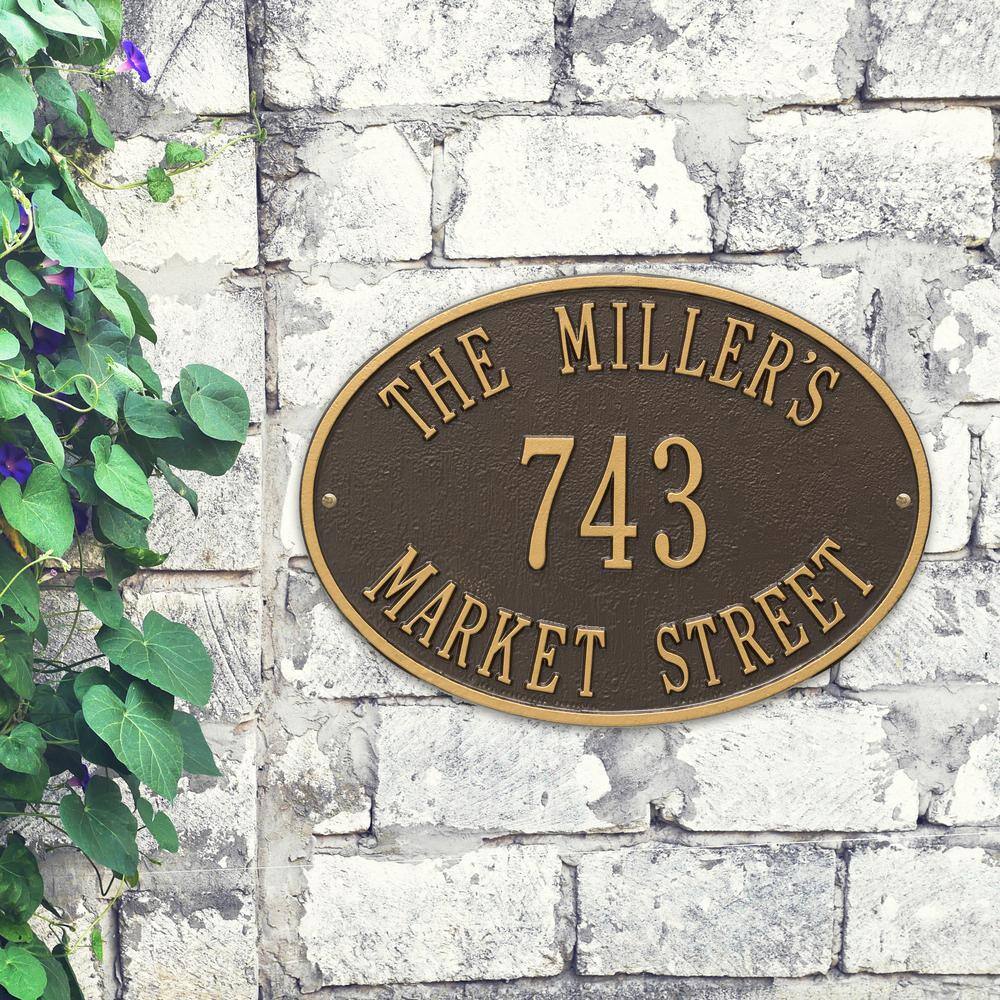 THE MILLER'S
743
MARKET STREET